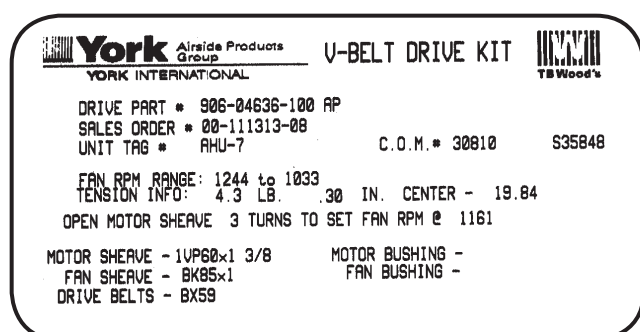 York Airside Products Group
YORK INTERNATIONAL
V-BELT DRIVE KIT
TB Wood's
DRIVE PART # 906-04636-100 AP
SALES ORDER # 00-111313-08
UNIT TAG # AHU-7 C.O.M.# 30810 S35848
FAN RPM RANGE: 1244 to 1033
TENSION INFO: 4.3 LB. .30 IN. CENTER - 19.84
OPEN MOTOR SHEAVE 3 TURNS TO SET FAN RPM @ 1161
MOTOR SHEAVE - 1VP60x1 3/8 MOTOR BUSHING -
FAN SHEAVE - BK85x1 FAN BUSHING -
DRIVE BELTS - BX59